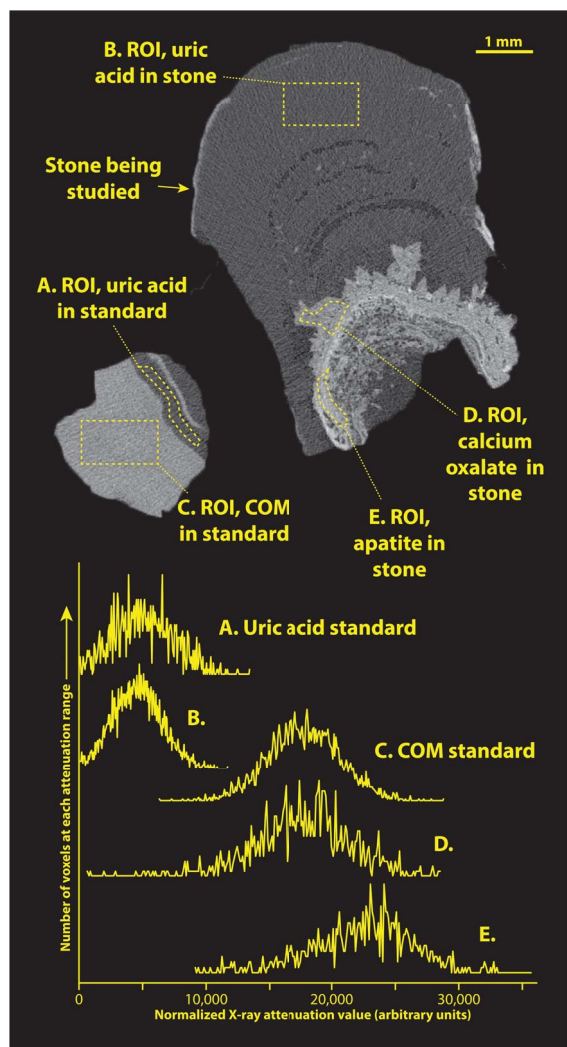 B. ROI, uric
acid in stone
1 mm
Stone being
studied
A. ROI, uric acid
in standard
D. ROI,
calcium
oxalate in
stone
C. ROI, COM
in standard
E. ROI,
apatite in
stone
Number of voxels at each attenuation range
A. Uric acid standard
B.
C. COM standard
D.
E.
0 10,000 20,000 30,000
Normalized X-ray attenuation value (arbitrary units)